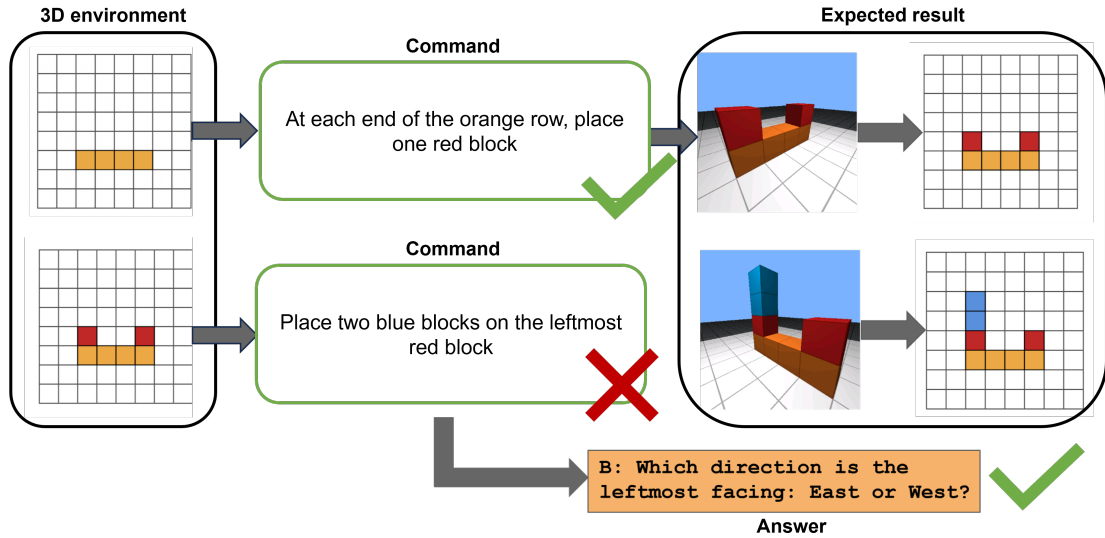 3D environment
Command
Expected result
At each end of the orange row, place
one red block
Command
Place two blue blocks on the leftmost
red block
B: Which direction is the
leftmost facing: East or West?
Answer